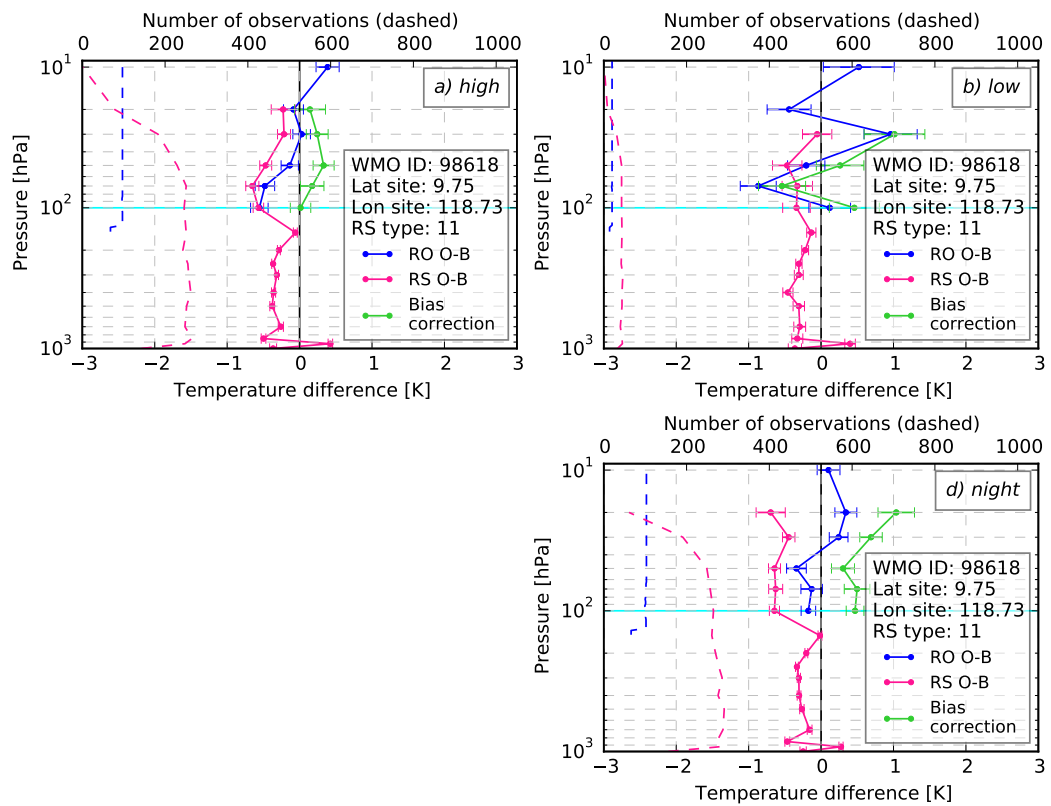 Number of observations (dashed)
0 200 400 600 800 1000
10¹
10²
10³
Pressure [hPa]
a) high
WMO ID: 98618
Lat site: 9.75
Lon site: 118.73
RS type: 11
RO O-B
RS O-B
Bias
correction
−3 −2 −1 0 1 2 3
Temperature difference [K]
Number of observations (dashed)
0 200 400 600 800 1000
10¹
10²
10³
Pressure [hPa]
b) low
WMO ID: 98618
Lat site: 9.75
Lon site: 118.73
RS type: 11
RO O-B
RS O-B
Bias
correction
−3 −2 −1 0 1 2 3
Temperature difference [K]
Number of observations (dashed)
0 200 400 600 800 1000
10¹
10²
10³
Pressure [hPa]
d) night
WMO ID: 98618
Lat site: 9.75
Lon site: 118.73
RS type: 11
RO O-B
RS O-B
Bias
correction
−3 −2 −1 0 1 2 3
Temperature difference [K]